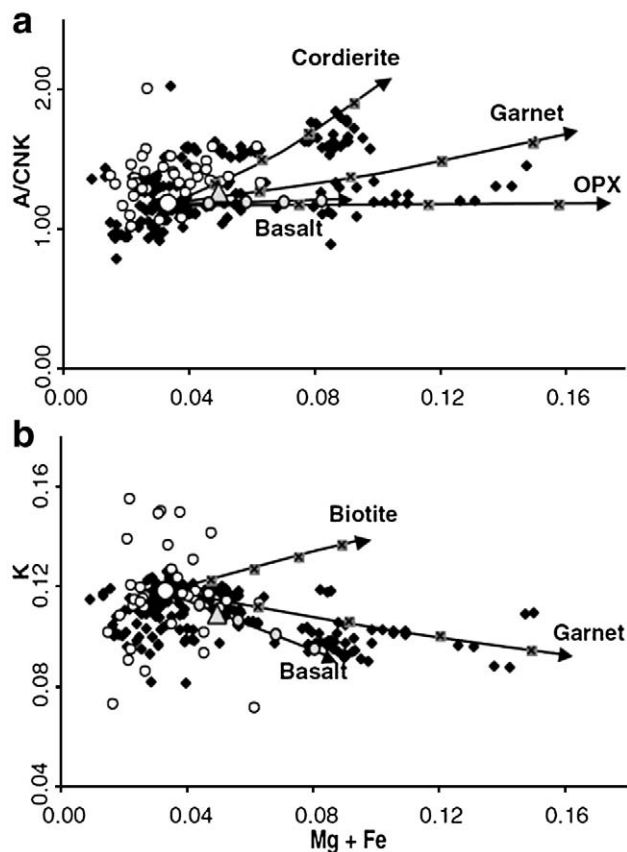 a
A/CNK
2.00
1.00
0.00
Cordierite
Garnet
OPX
Basalt
0.00 0.04 0.08 0.12 0.16
b
K
0.16
0.12
0.08
0.04
Biotite
Garnet
Basalt
0.00 0.04 0.08 0.12 0.16
Mg + Fe